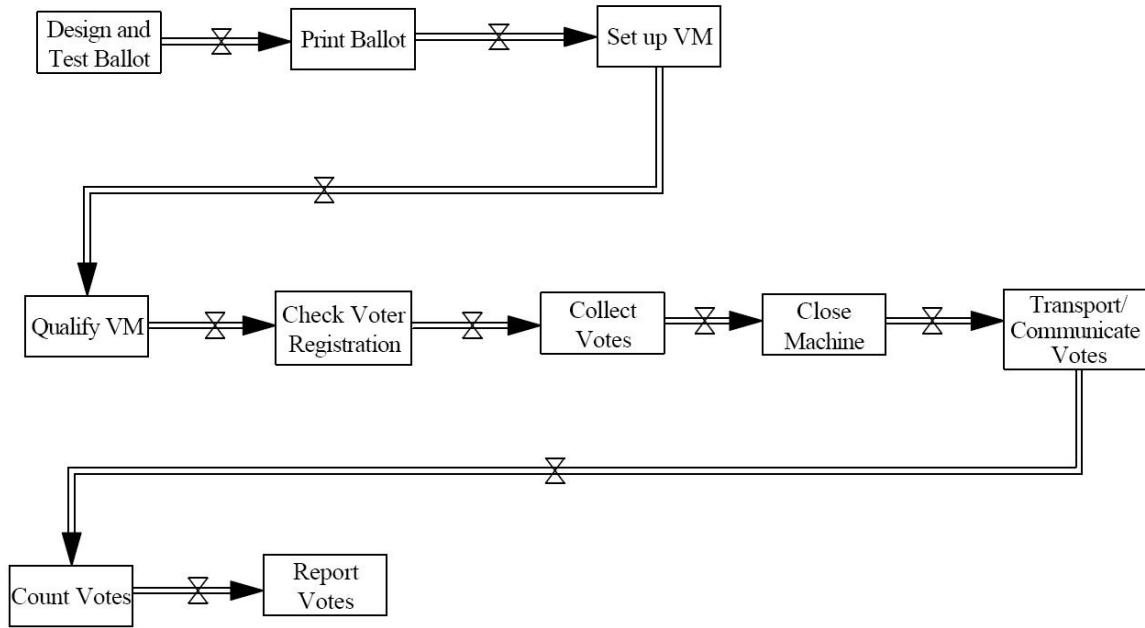 Design and
Test Ballot
Print Ballot
Set up VM
Qualify VM
Check Voter
Registration
Collect
Votes
Close
Machine
Transport/
Communicate
Votes
Count Votes
Report
Votes